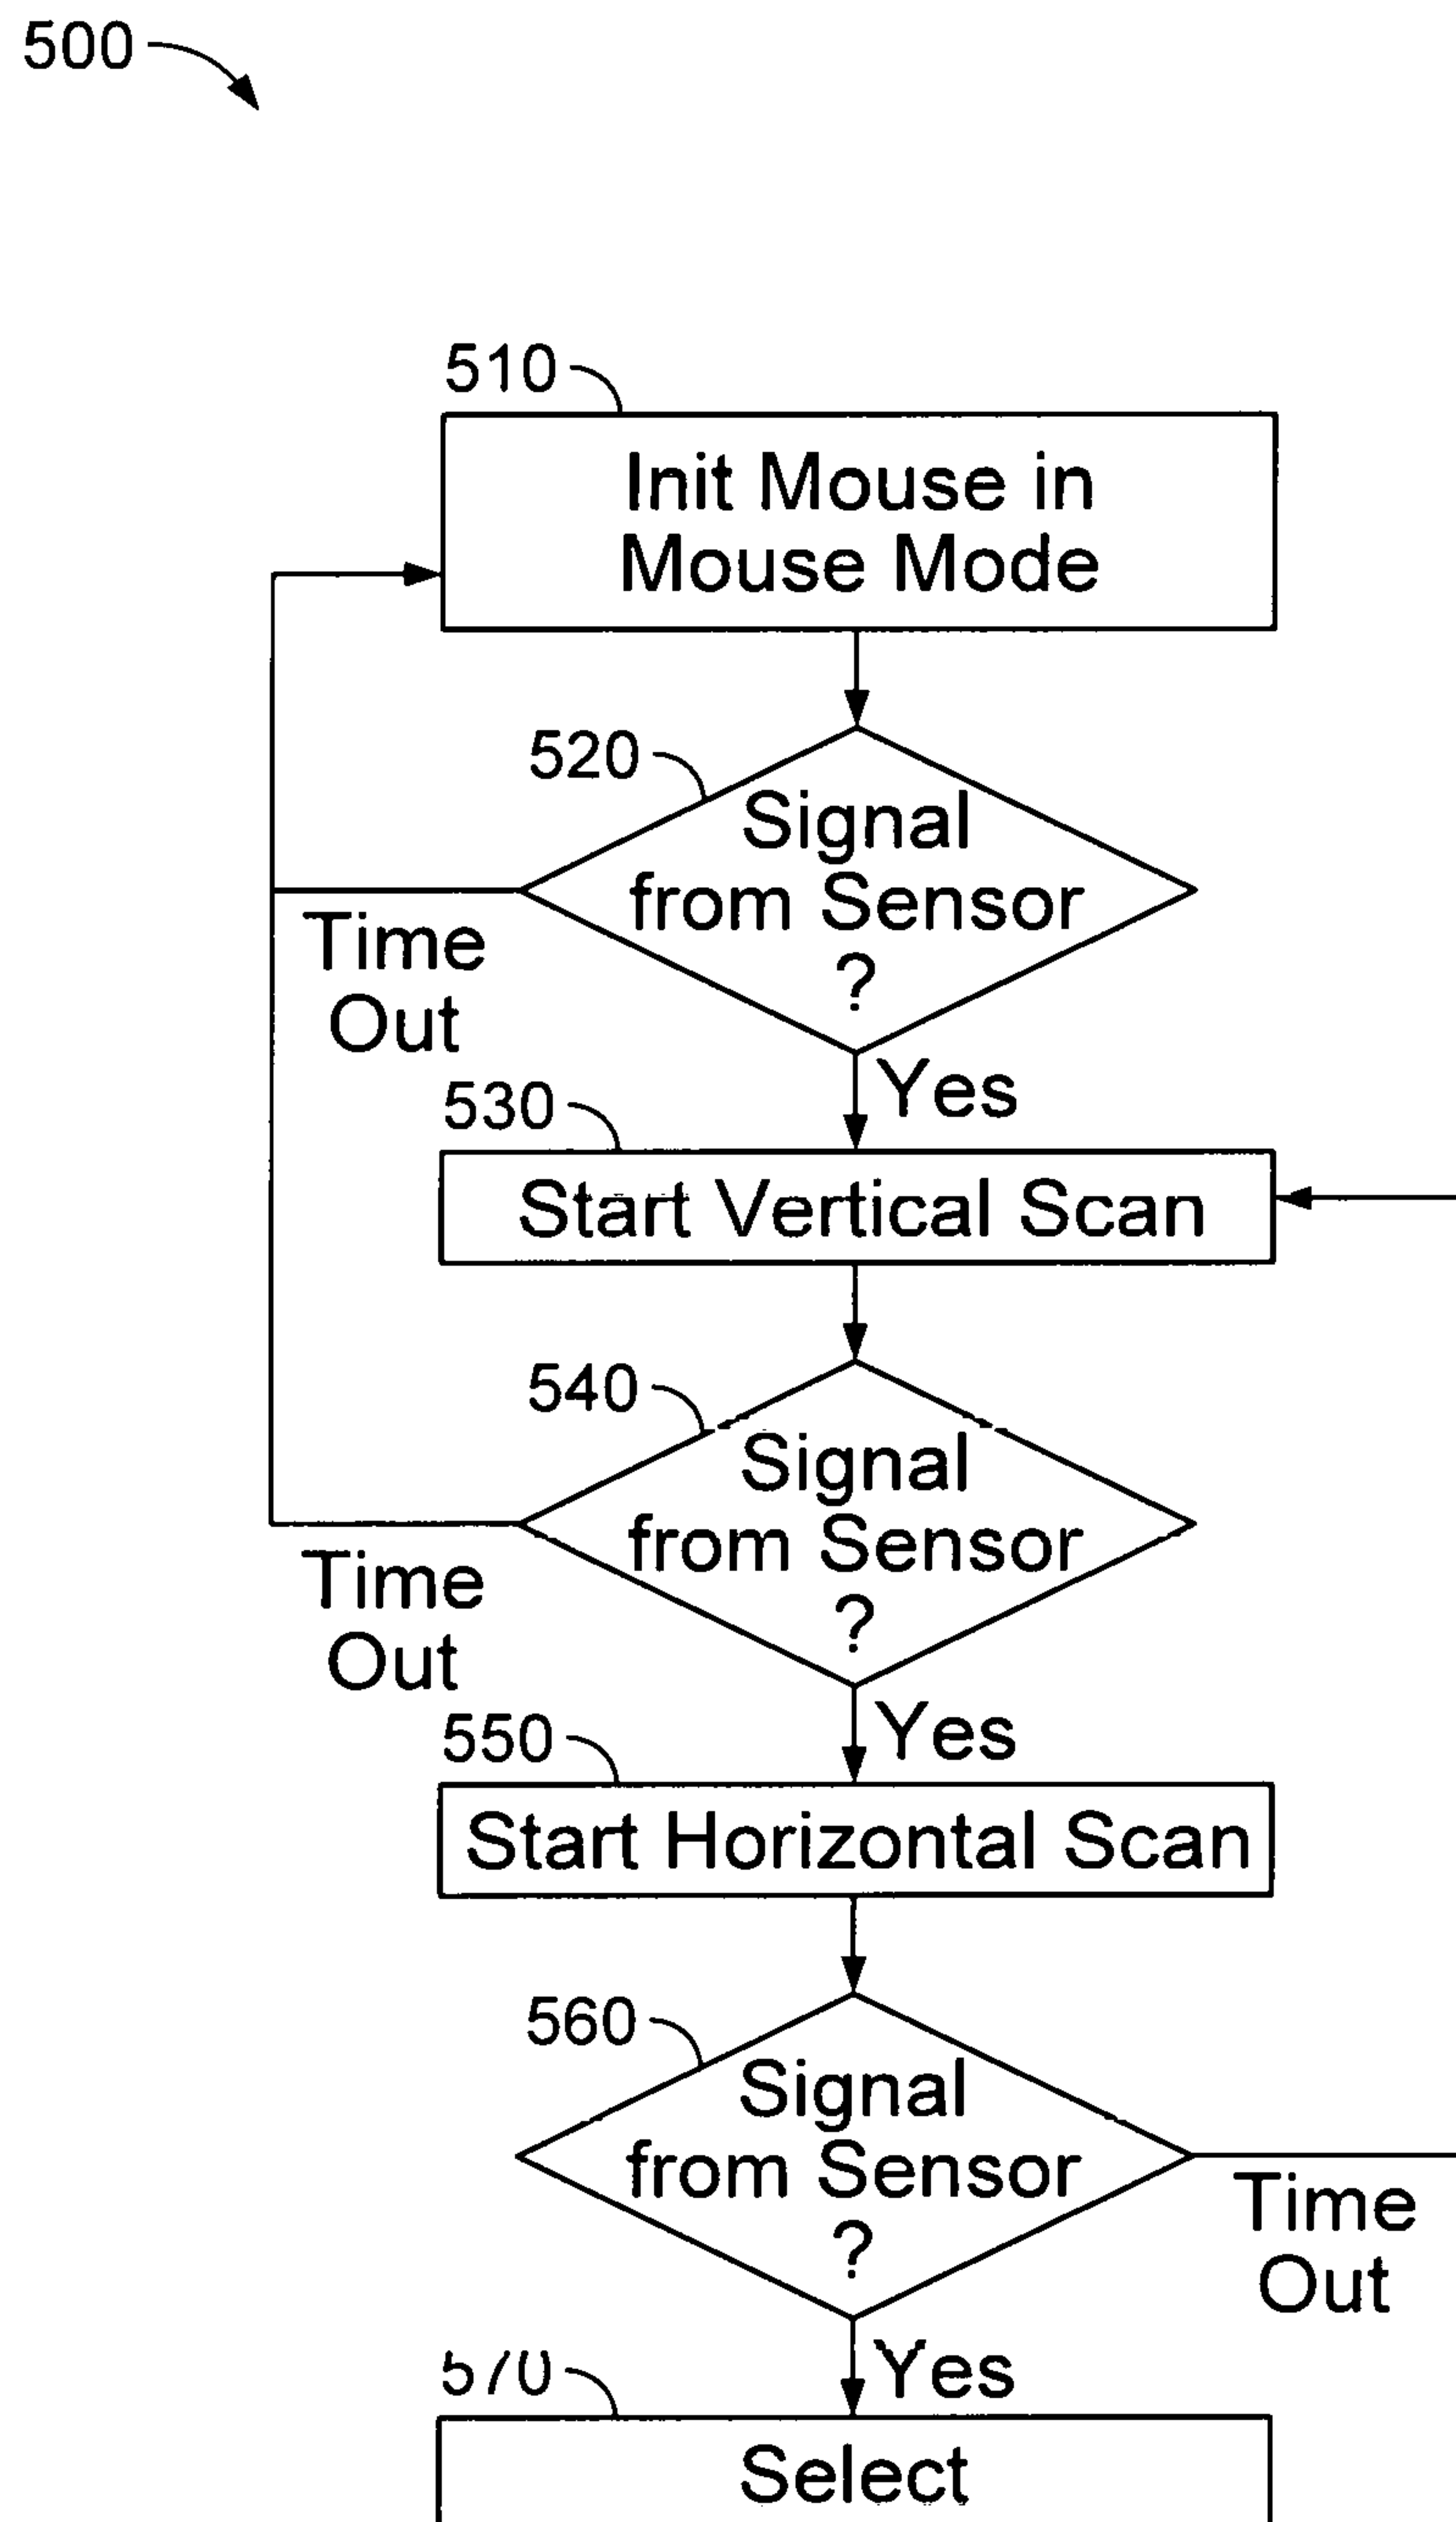 500
510
Init Mouse in
Mouse Mode
520
Signal
from Sensor
?
Time
Out
Yes
530
Start Vertical Scan
540
Signal
from Sensor
?
Time
Out
Yes
550
Start Horizontal Scan
560
Signal
from Sensor
?
Time
Out
Yes
570
Select